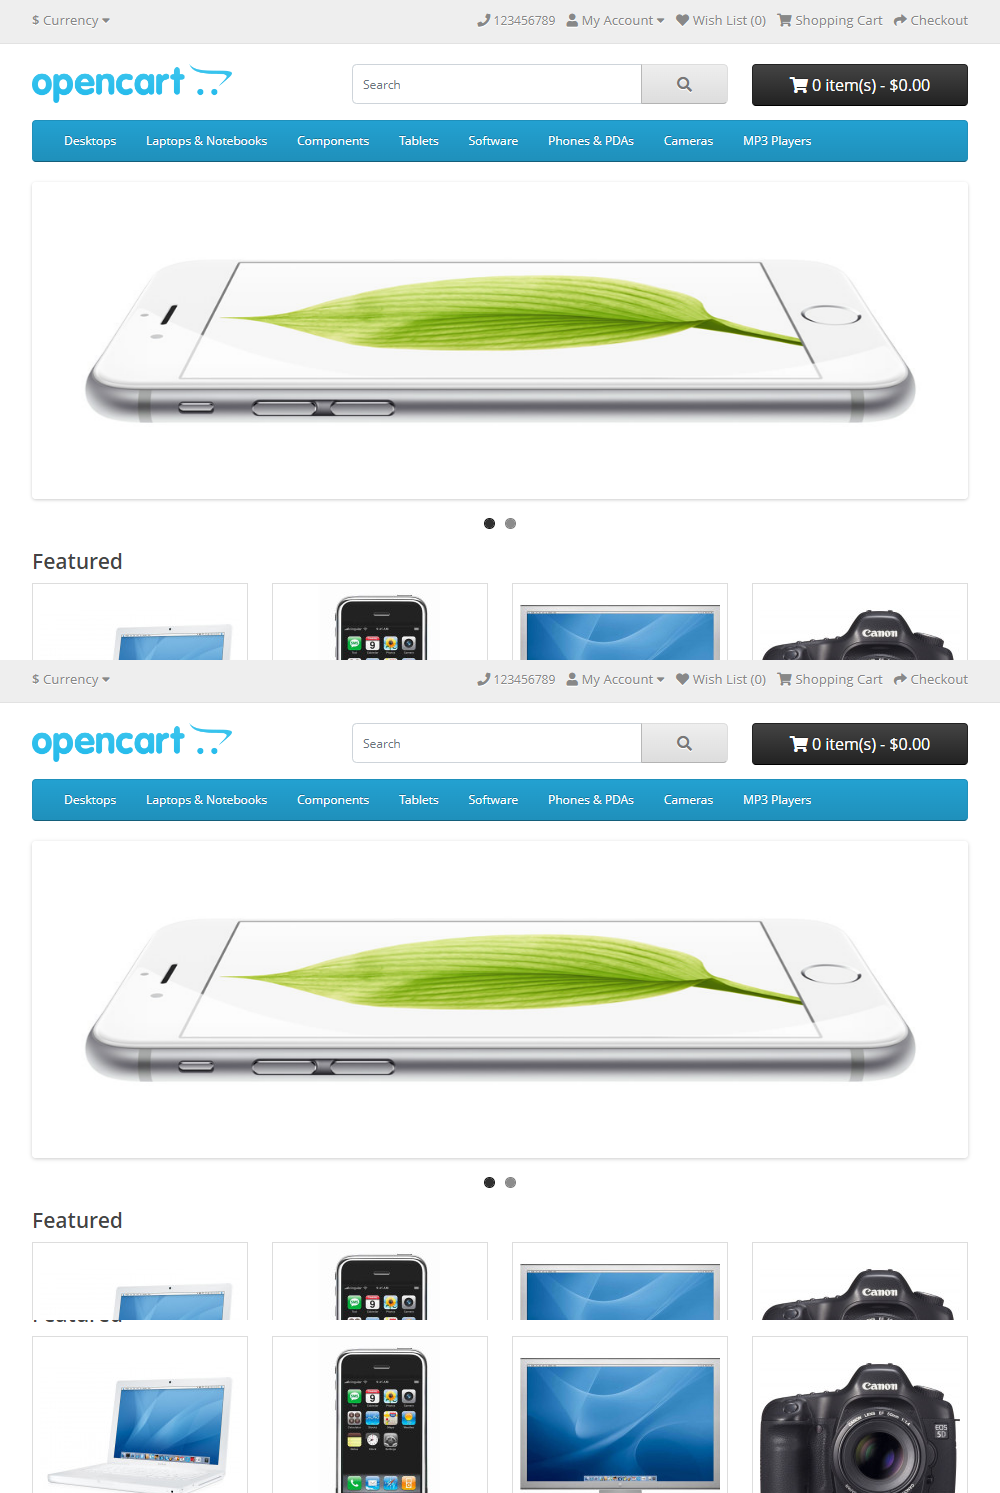 $ Currency 123456789 My Account Wish List (0) Shopping Cart Checkout
opencart Search 0 item(s) - $0.00
Desktops Laptops & Notebooks Components Tablets Software Phones & PDAs Cameras MP3 Players
Featured
Canon
$ Currency 123456789 My Account Wish List (0) Shopping Cart Checkout
opencart Search 0 item(s) - $0.00
Desktops Laptops & Notebooks Components Tablets Software Phones & PDAs Cameras MP3 Players
Featured
Canon
Featured
Canon
EOS
5D